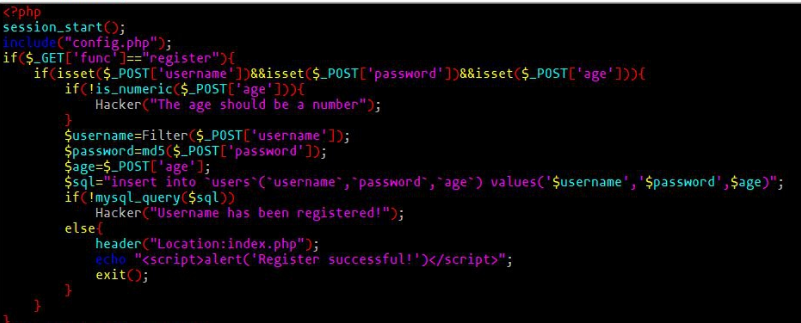 <?php
session_start();
include("config.php");
if($_GET['func']=="register"){
    if(isset($_POST['username'])&&isset($_POST['password'])&&isset($_POST['age'])){
        if(!is_numeric($_POST['age'])){
            Hacker("The age should be a number");
        }
        $username=Filter($_POST['username']);
        $password=md5($_POST['password']);
        $age=$_POST['age'];
        $sql="insert into `users`(`username`,`password`,`age`) values('$username','$password',$age)";
        if(!mysql_query($sql))
            Hacker("Username has been registered!");
        else{
            header("Location:index.php");
            echo "<script>alert('Register successful!')</script>";
            exit();
        }
    }
}